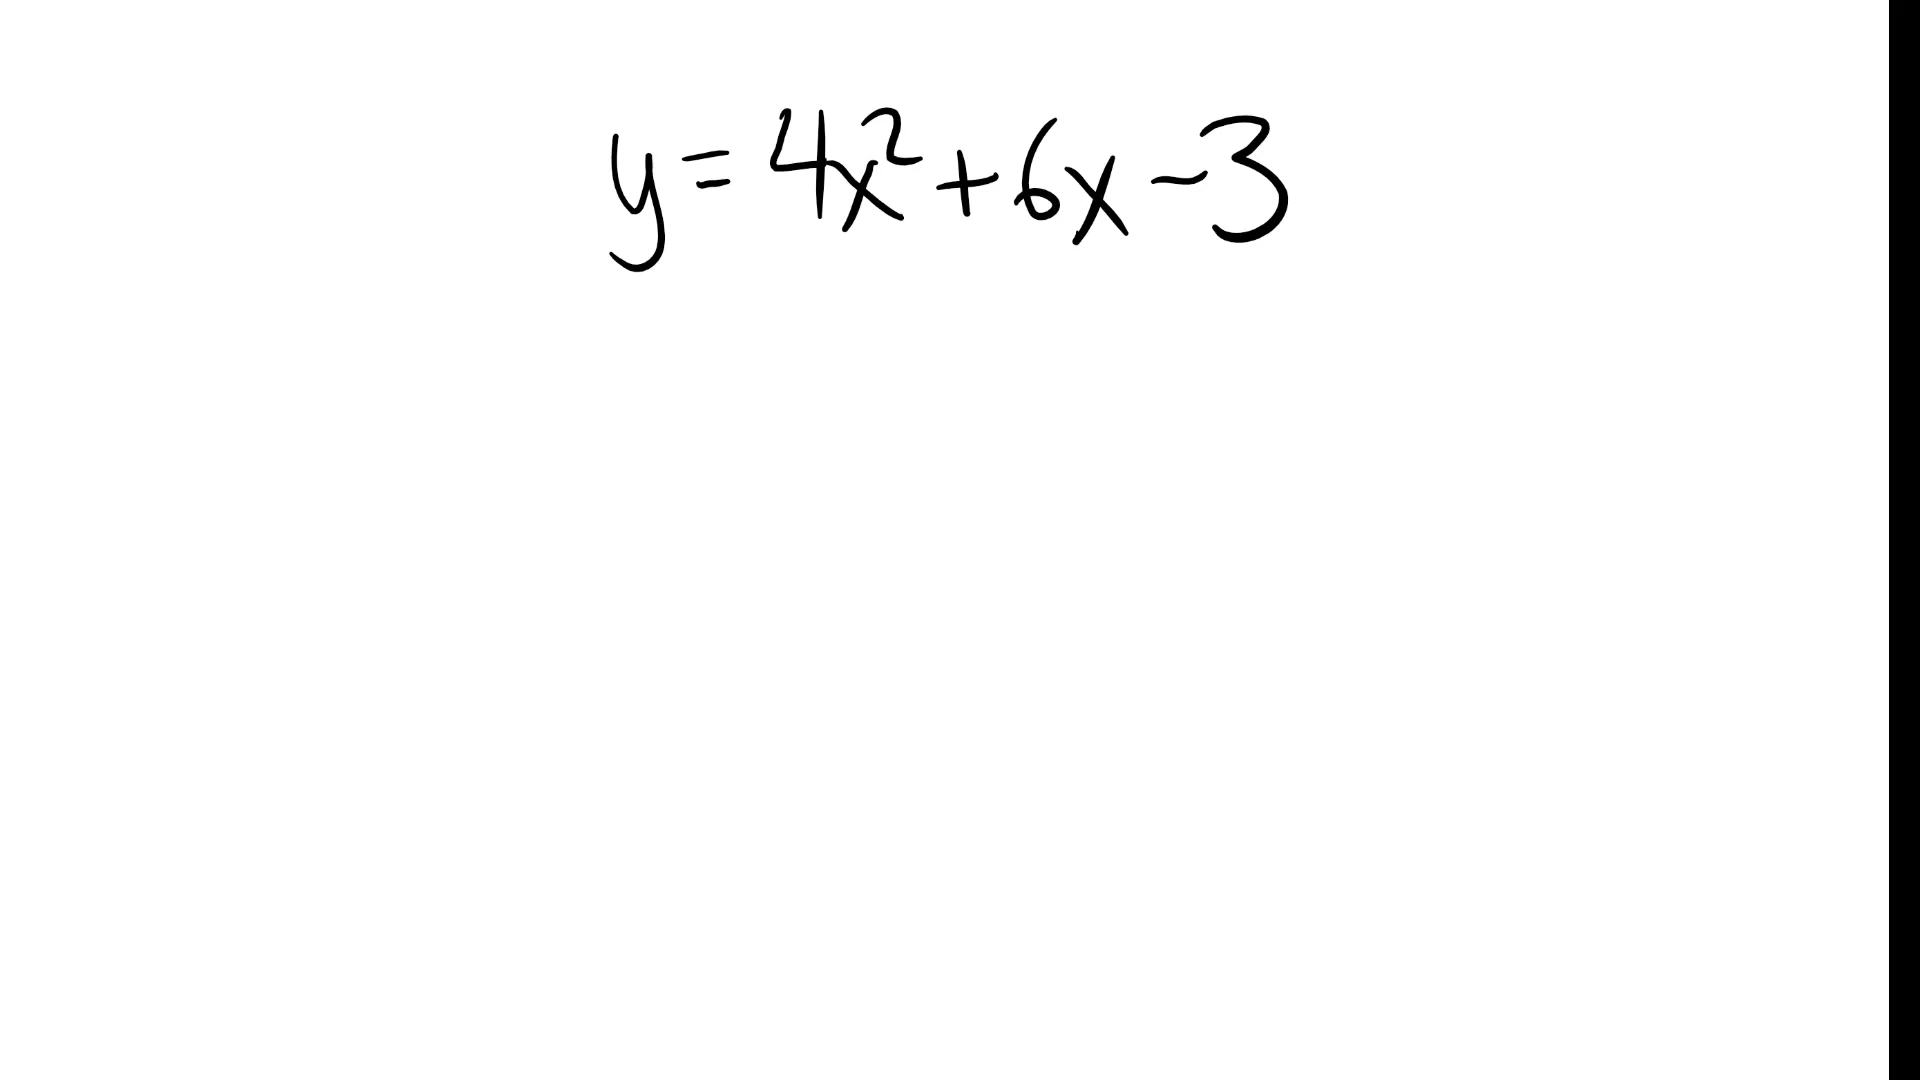 y = 4x² + 6x - 3